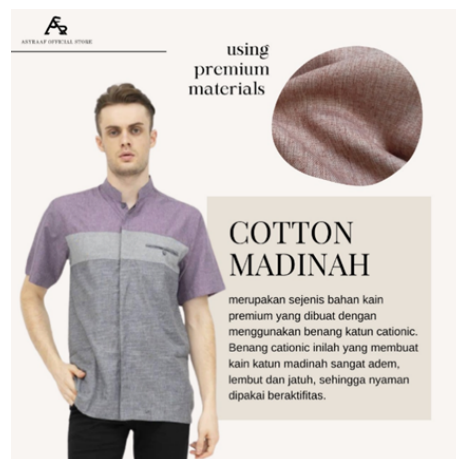 ASTRAAF OFFICIAL STORE
using
premium
materials
COTTON
MADINAH
merupakan sejenis bahan kain
premium yang dibuat dengan
menggunakan benang katun cationic.
Benang cationic inilah yang membuat
kain katun madinah sangat adem,
lembut dan jatuh, sehingga nyaman
dipakai beraktifitas.